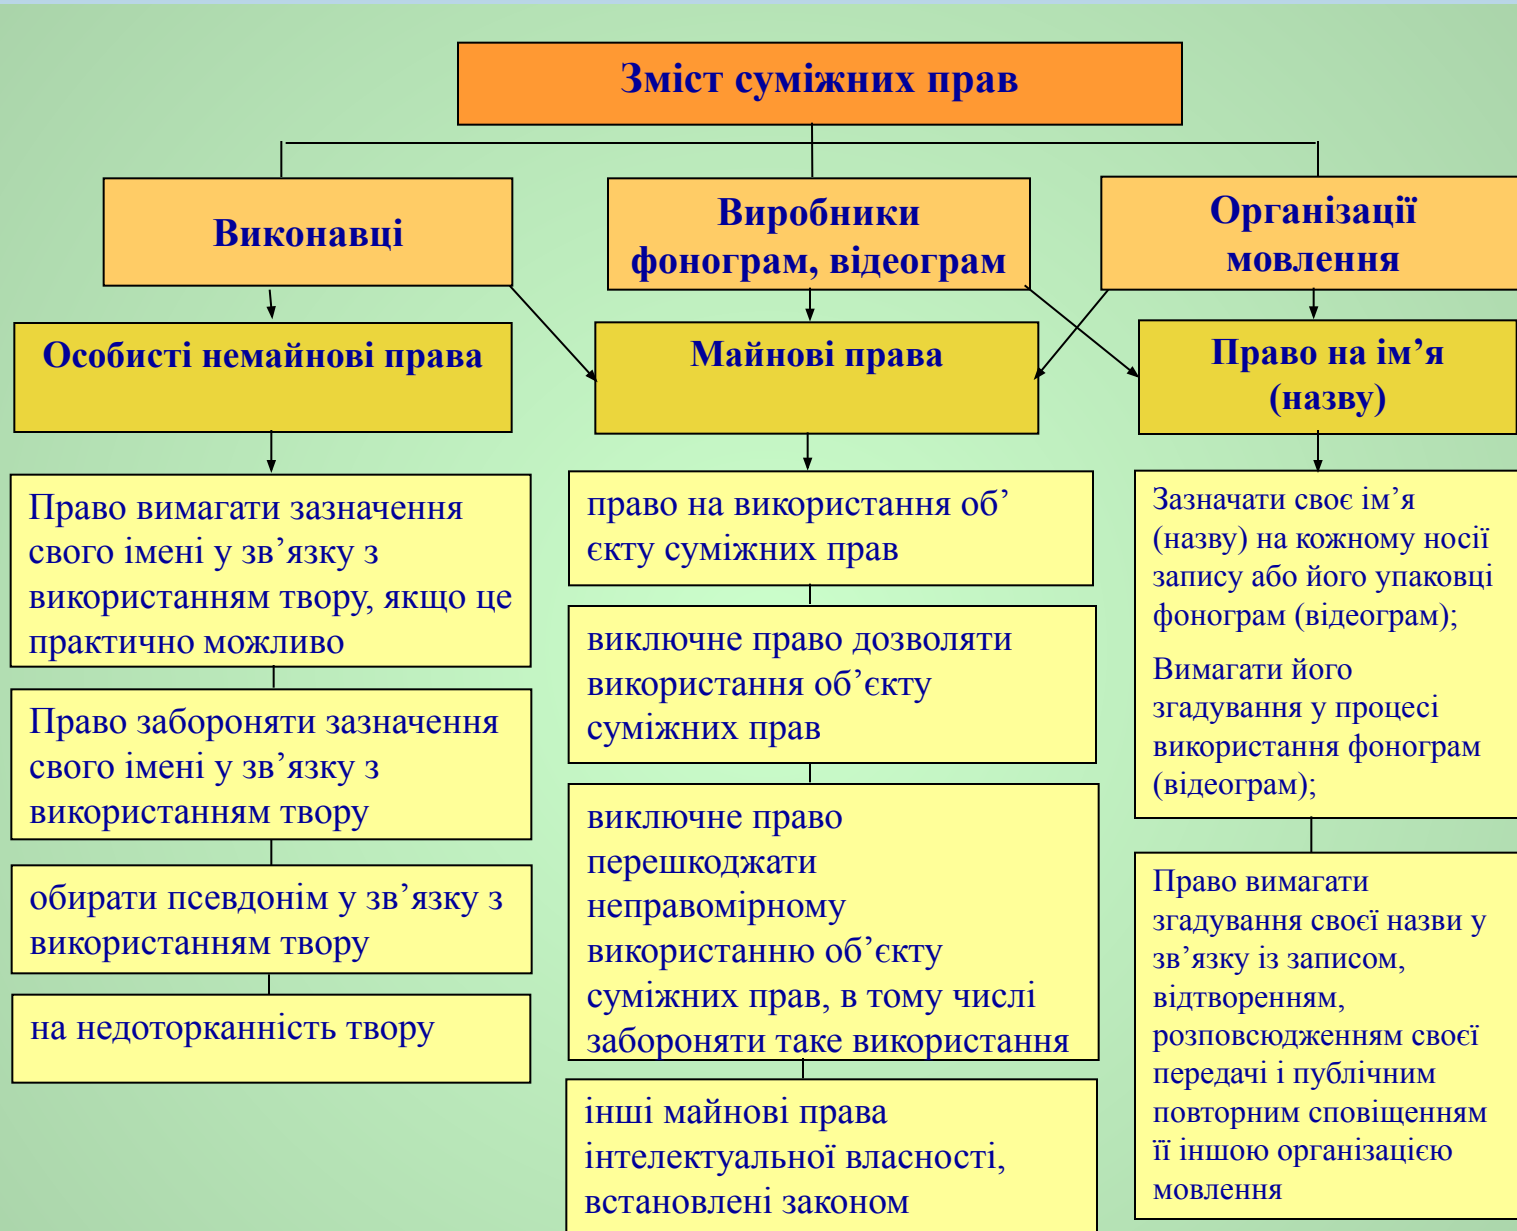 Зміст суміжних прав
Виконавці
Виробники
фонограм, відеограм
Організації
мовлення
Особисті немайнові права
Майнові права
Право на ім’я
(назву)
Право вимагати зазначення
свого імені у зв’язку з
використанням твору, якщо це
практично можливо
Право забороняти зазначення
свого імені у зв’язку з
використанням твору
обирати псевдонім у зв’язку з
використанням твору
на недоторканність твору
право на використання об’
єкту суміжних прав
виключне право дозволяти
використання об’єкту
суміжних прав
виключне право
перешкоджати
неправомірному
використанню об’єкту
суміжних прав, в тому числі
забороняти таке використання
інші майнові права
інтелектуальної власності,
встановлені законом
Зазначати своє ім’я
(назву) на кожному носії
запису або його упаковці
фонограм (відеограм);
Вимагати його
згадування у процесі
використання фонограм
(відеограм);
Право вимагати
згадування своєї назви у
зв’язку із записом,
відтворенням,
розповсюдженням своєї
передачі і публічним
повторним сповіщенням
її іншою організацією
мовлення